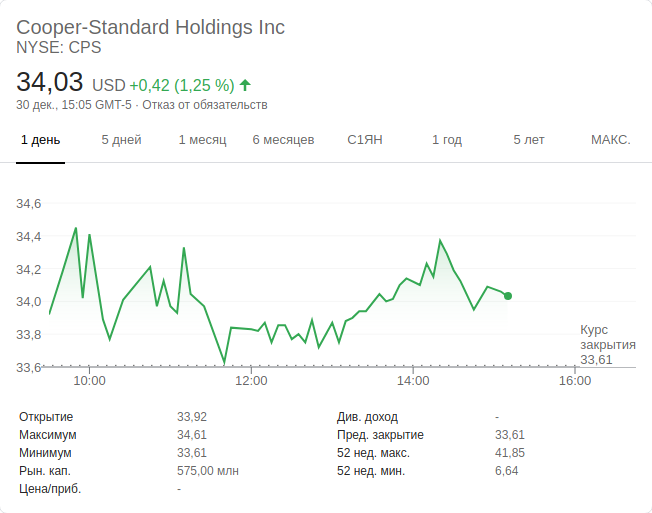 Cooper-Standard Holdings Inc
NYSE: CPS
34,03 USD +0,42 (1,25 %)
30 дек., 15:05 GMT-5 · Отказ от обязательств
1 день 5 дней 1 месяц 6 месяцев С1ЯН 1 год 5 лет МАКС.
34,6
34,4
34,2
34,0
33,8
33,6
Курс
закрытия
33,61
10:00 12:00 14:00 16:00
Открытие 33,92
Максимум 34,61
Минимум 33,61
Рын. кап. 575,00 млн
Цена/приб. -
Див. доход -
Пред. закрытие 33,61
52 нед. макс. 41,85
52 нед. мин. 6,64